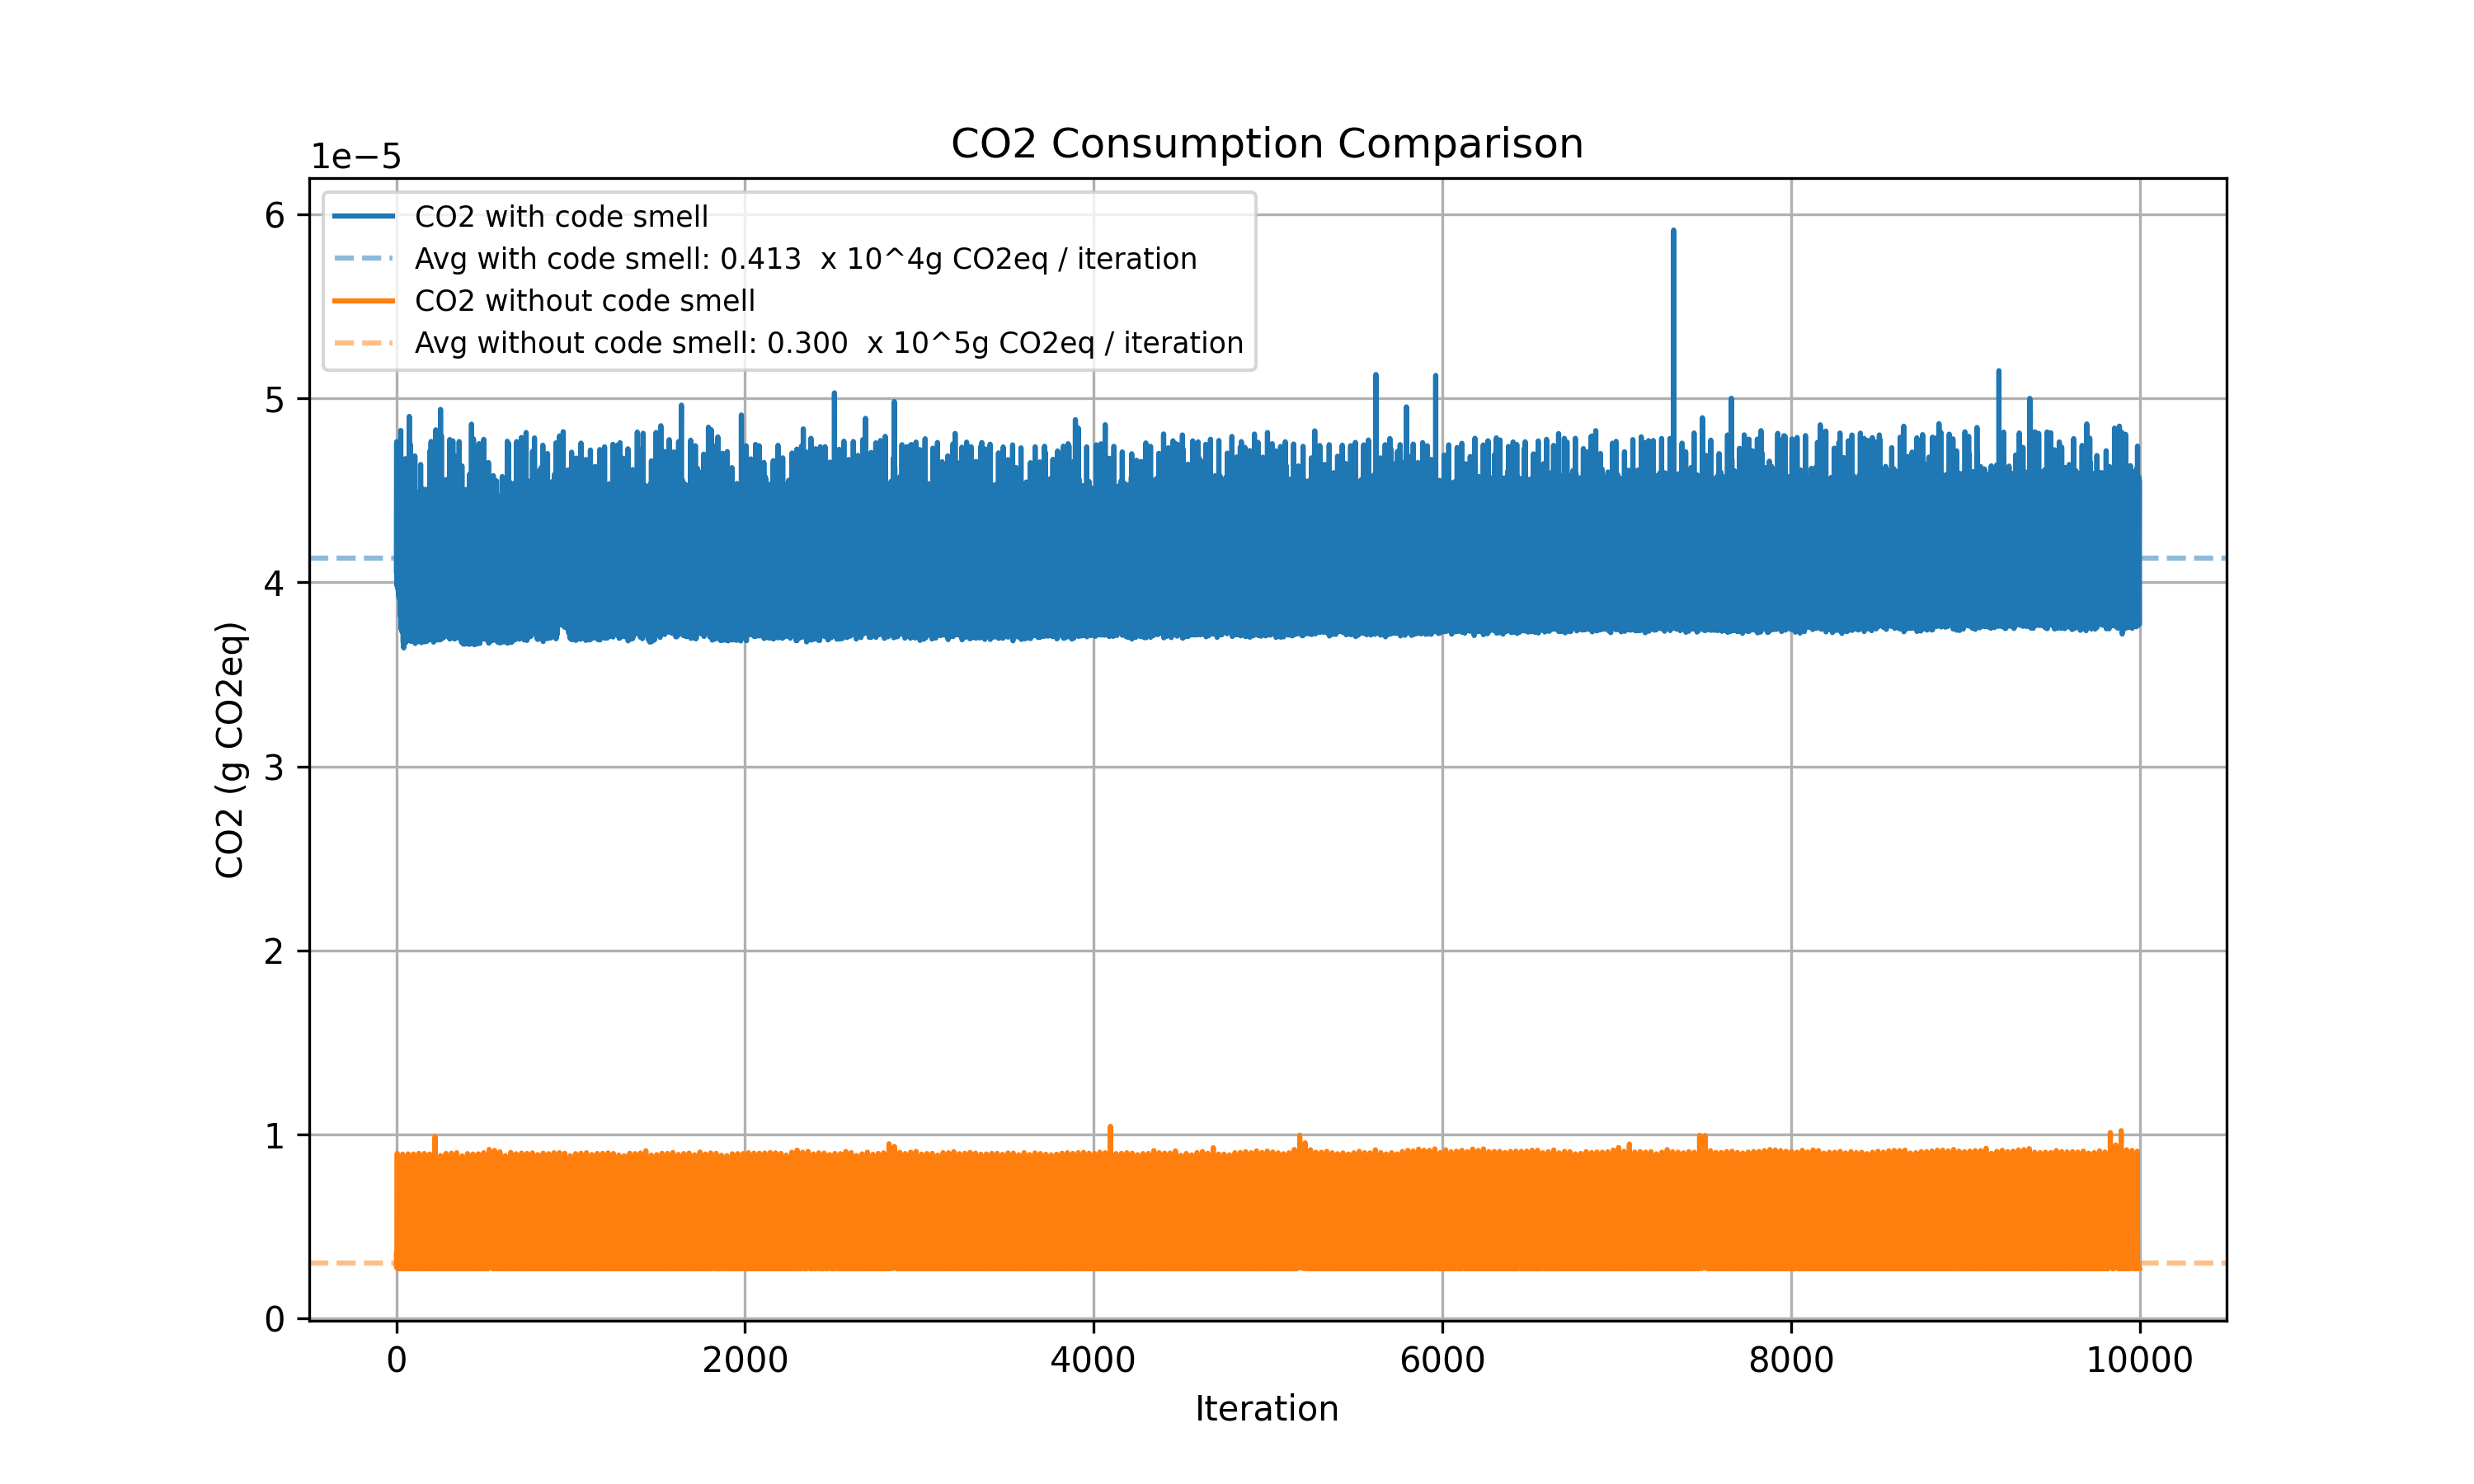 CO2 Consumption Comparison
1e−5
CO2 with code smell
Avg with code smell: 0.413  x 10^4g CO2eq / iteration
CO2 without code smell
Avg without code smell: 0.300  x 10^5g CO2eq / iteration
6
5
4
3
2
1
0
CO2 (g CO2eq)
0 2000 4000 6000 8000 10000
Iteration